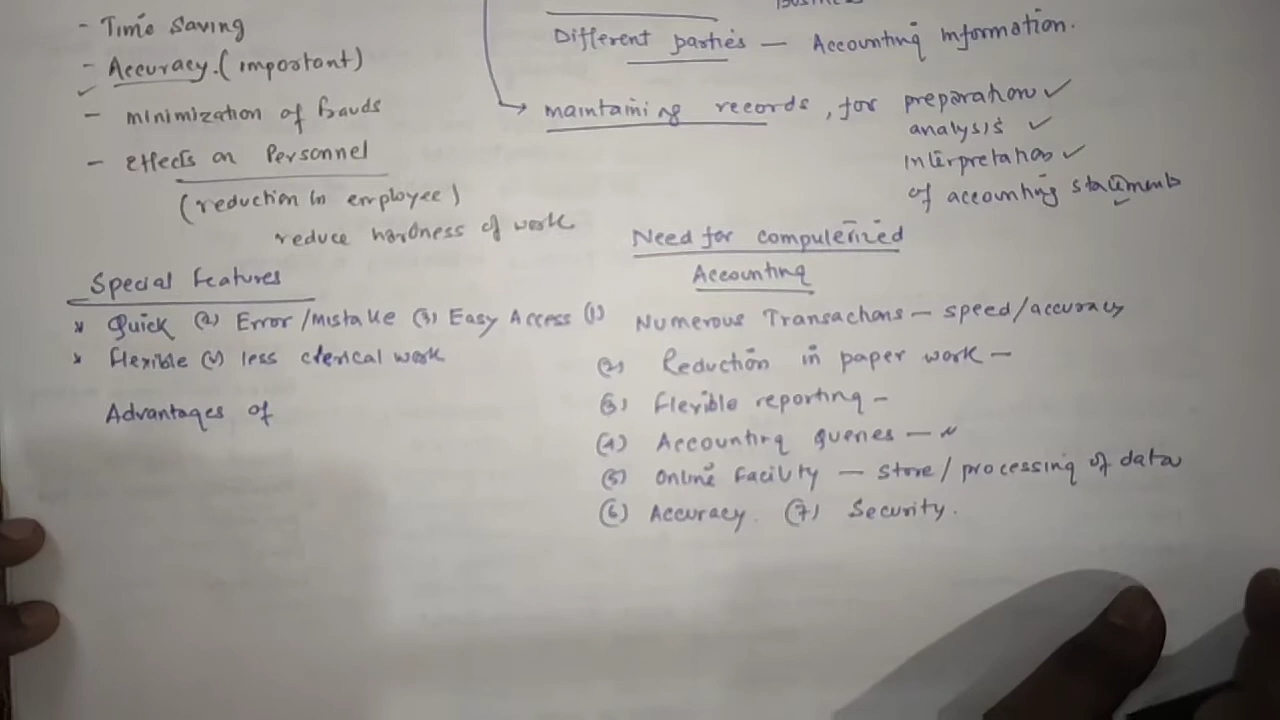 - Time Saving
- Accuracy. (important)
- minimization of frauds
- effects on Personnel
(reduction in employee)
reduce hardness of work
Special Features
* Quick (2) Error/Mistake (3) Easy Access
* Flexible (4) less clerical work
Advantages of
Business
Different parties — Accounting information.
maintaining records, for preparation ✓
analysis ✓
Interpretation ✓
of accounting statements
Need for computerized
Accounting
(1) Numerous Transactions — speed/accuracy
(2) Reduction in paper work —
(3) Flexible reporting -
(4) Accounting queries —
(5) Online Facility — store/processing of data
(6) Accuracy. (7) Security.